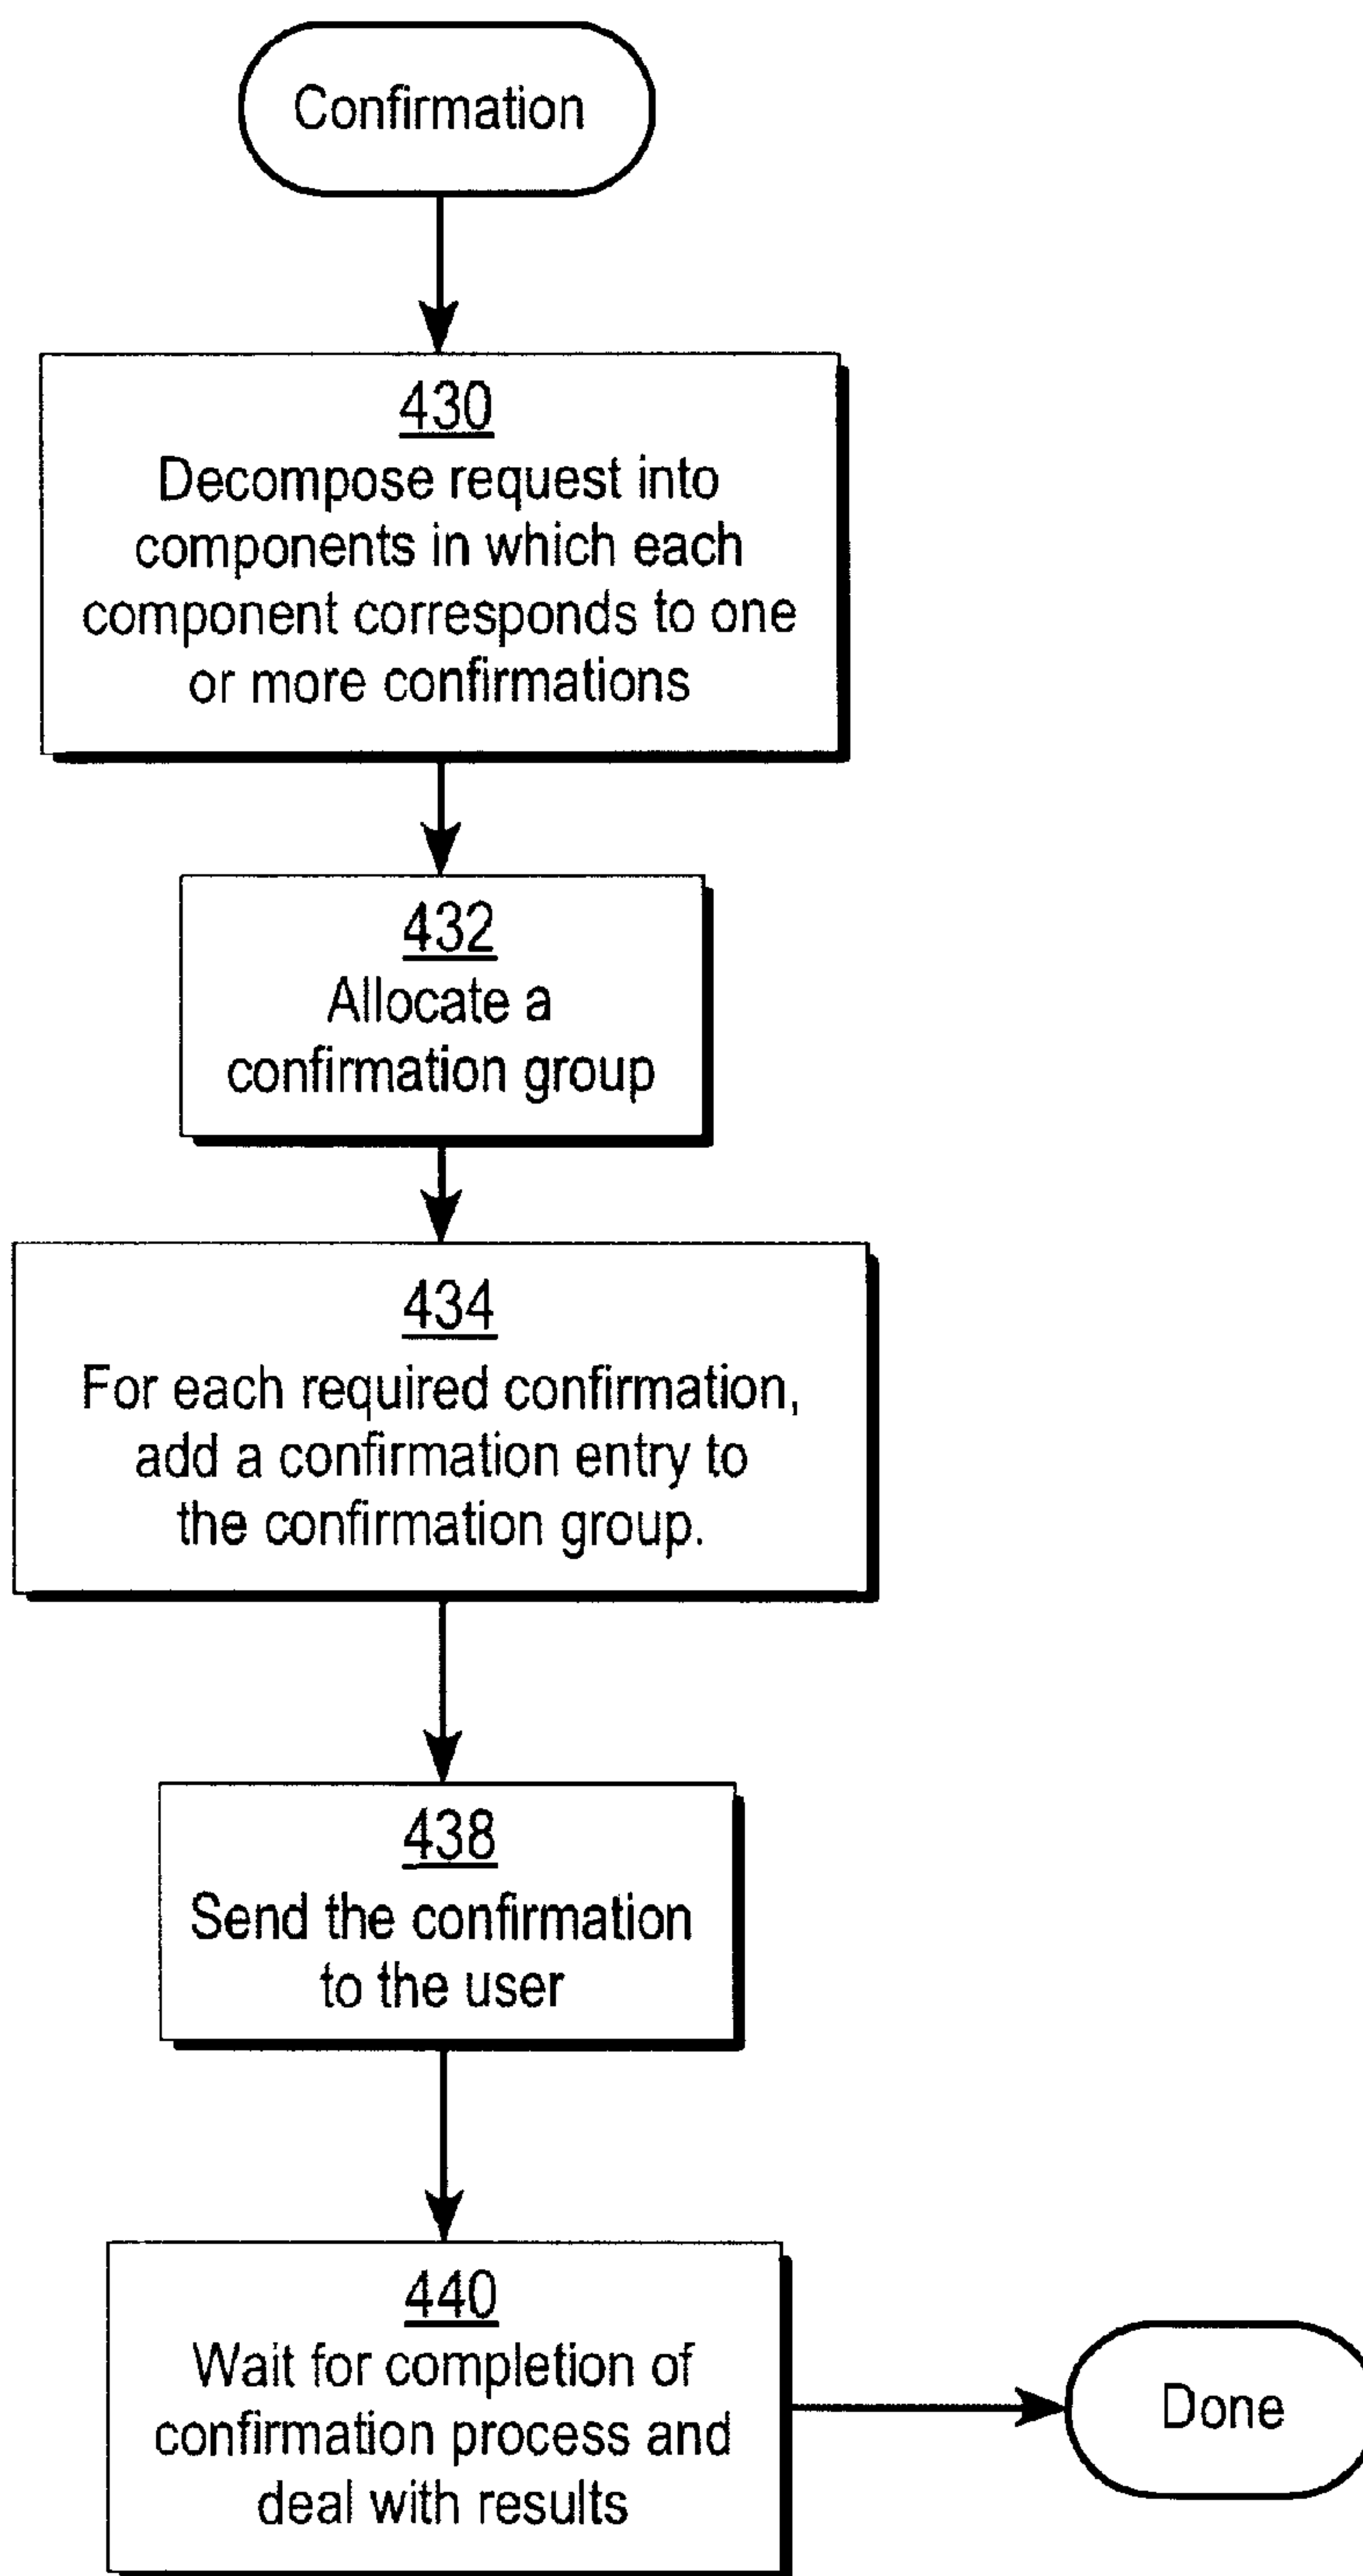 Confirmation
430
Decompose request into
components in which each
component corresponds to one
or more confirmations
432
Allocate a
confirmation group
434
For each required confirmation,
add a confirmation entry to
the confirmation group.
438
Send the confirmation
to the user
440
Wait for completion of
confirmation process and
deal with results
Done